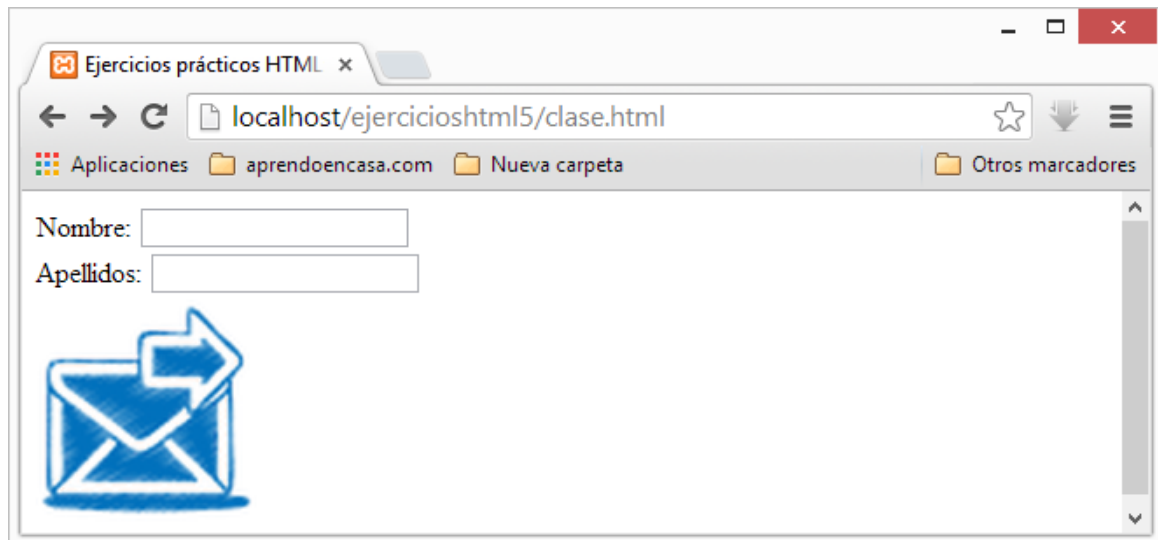 Ejercicios prácticos HTML
localhost/ejercicioshtml5/clase.html
Aplicaciones aprendoencasa.com Nueva carpeta Otros marcadores
Nombre:
Apellidos: